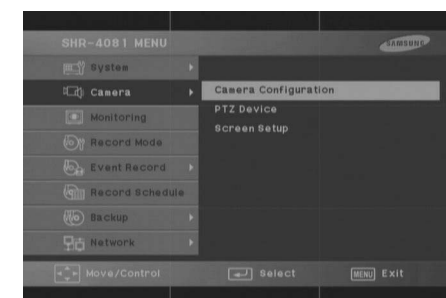 SHR-4081 MENU
SAMSUNG
System
Camera
Monitoring
Record Mode
Event Record
Record Schedule
Backup
Network
Camera Configuration
PTZ Device
Screen Setup
Move/Control
Select
MENU Exit